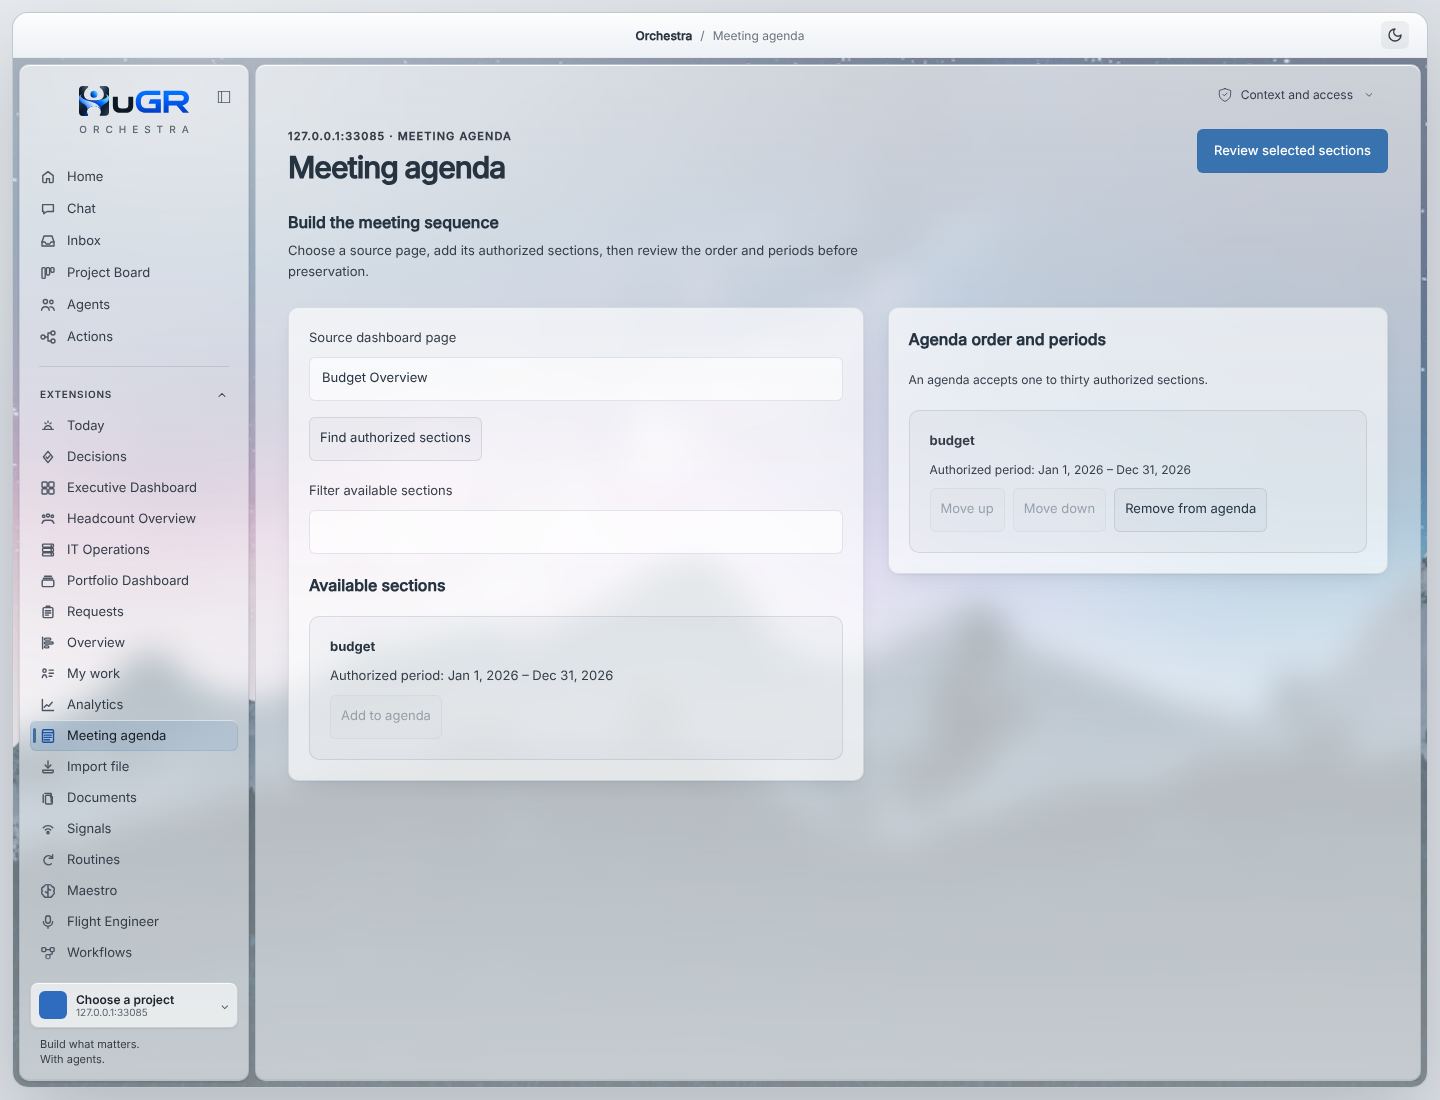 Orchestra / Meeting agenda
HuGR
ORCHESTRA
Home
Chat
Inbox
Project Board
Agents
Actions
EXTENSIONS
Today
Decisions
Executive Dashboard
Headcount Overview
IT Operations
Portfolio Dashboard
Requests
Overview
My work
Analytics
Meeting agenda
Import file
Documents
Signals
Routines
Maestro
Flight Engineer
Workflows
Choose a project
127.0.0.1:33085
Build what matters.
With agents.
Context and access
127.0.0.1:33085 · MEETING AGENDA
Meeting agenda
Review selected sections
Build the meeting sequence
Choose a source page, add its authorized sections, then review the order and periods before
preservation.
Source dashboard page
Budget Overview
Find authorized sections
Filter available sections
Available sections
budget
Authorized period: Jan 1, 2026 – Dec 31, 2026
Add to agenda
Agenda order and periods
An agenda accepts one to thirty authorized sections.
budget
Authorized period: Jan 1, 2026 – Dec 31, 2026
Move up
Move down
Remove from agenda